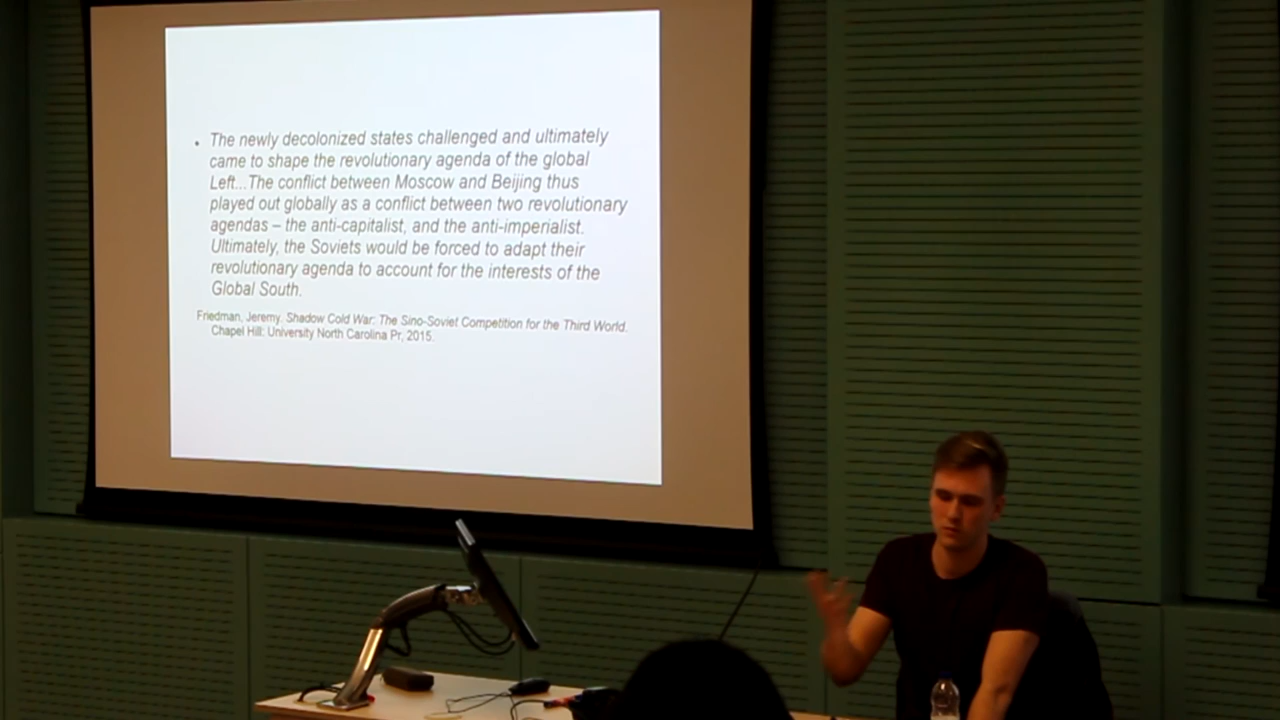 • The newly decolonized states challenged and ultimately
came to shape the revolutionary agenda of the global
Left...The conflict between Moscow and Beijing thus
played out globally as a conflict between two revolutionary
agendas – the anti-capitalist, and the anti-imperialist.
Ultimately, the Soviets would be forced to adapt their
revolutionary agenda to account for the interests of the
Global South.
Friedman, Jeremy. Shadow Cold War: The Sino-Soviet Competition for the Third World.
Chapel Hill: University North Carolina Pr, 2015.